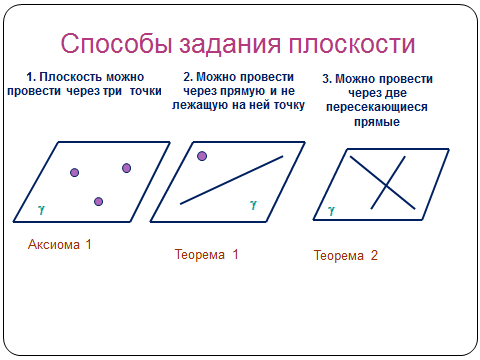 Способы задания плоскости
1. Плоскость можно
провести через три точки
2. Можно провести
через прямую и не
лежащую на ней точку
3. Можно провести
через две
пересекающиеся
прямые
γ
γ
γ
Аксиома 1
Теорема 1
Теорема 2